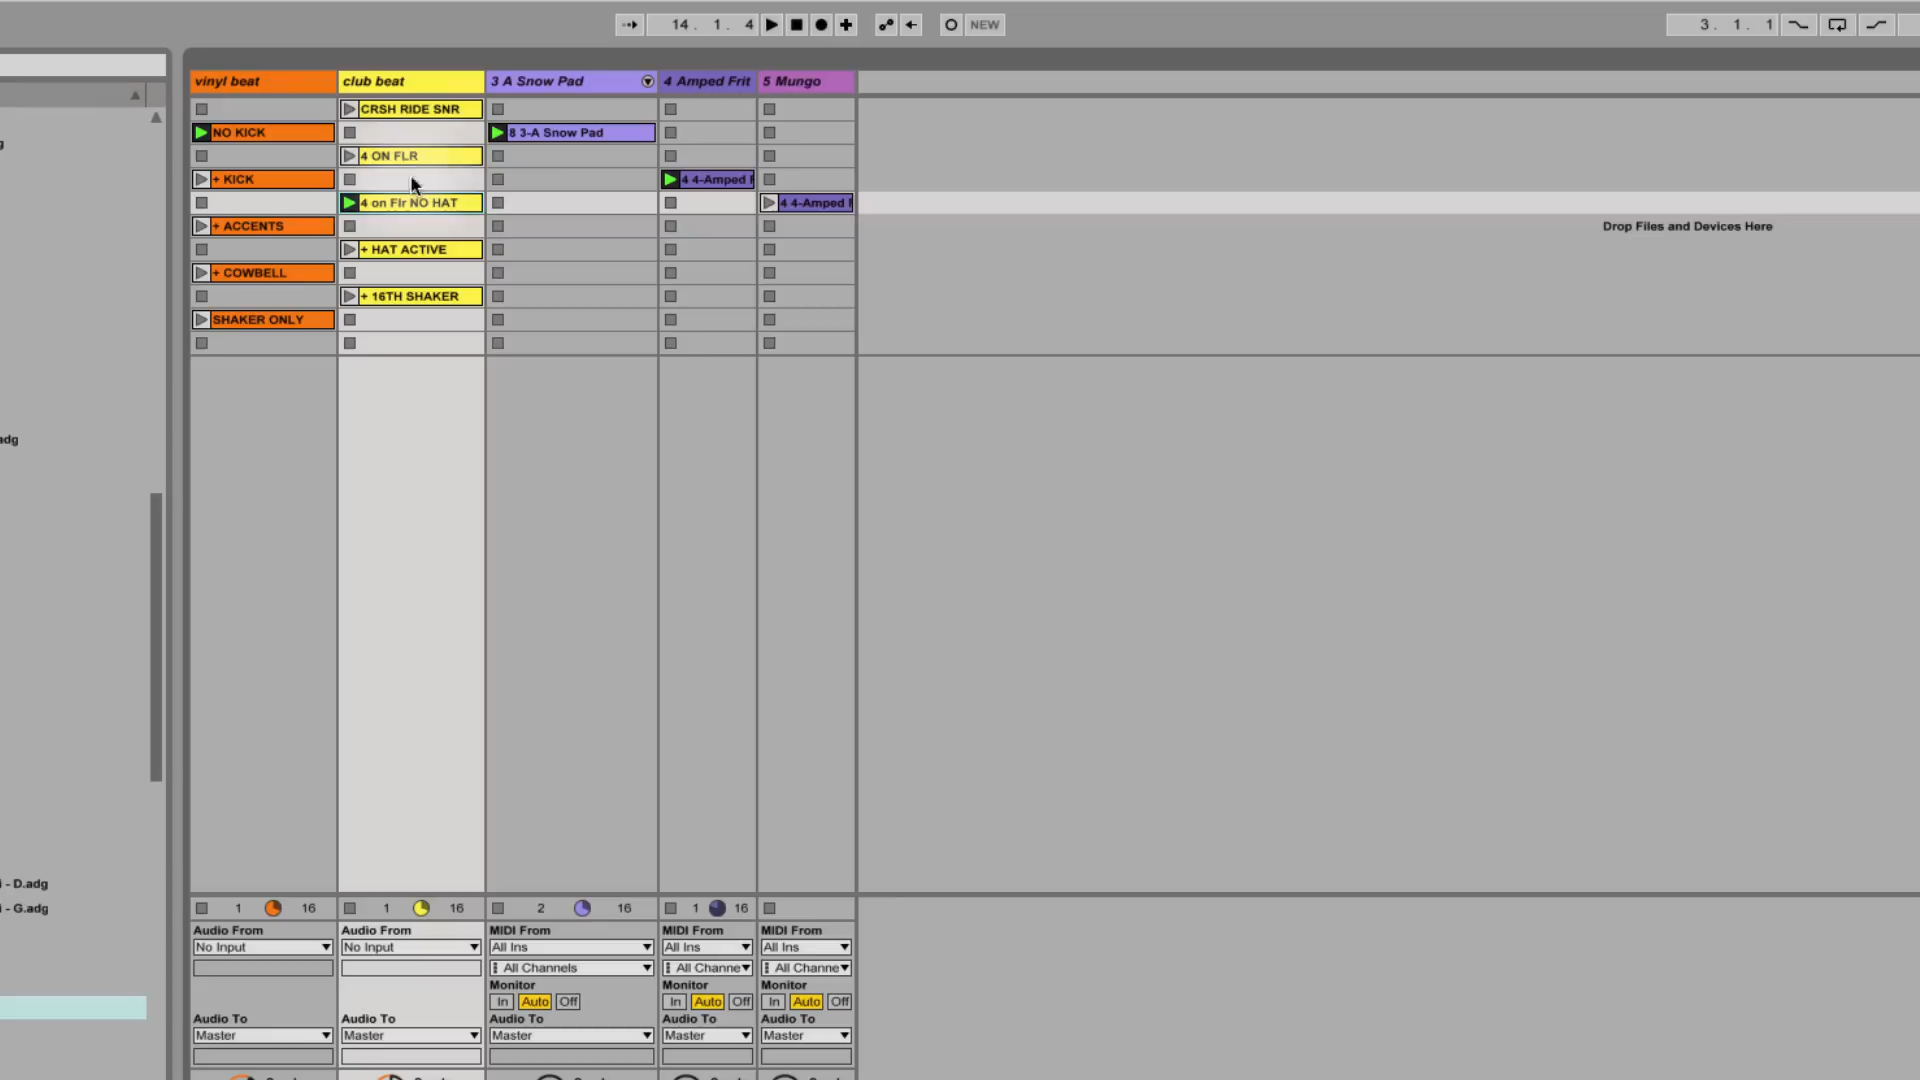 14. 1. 4
NEW
3. 1. 1
vinyl beat
club beat
3 A Snow Pad
4 Amped Frit
5 Mungo
CRSH RIDE SNR
NO KICK
8 3-A Snow Pad
4 ON FLR
+ KICK
4 4-Amped F
4 on Flr NO HAT
4 4-Amped F
+ ACCENTS
Drop Files and Devices Here
+ HAT ACTIVE
+ COWBELL
+ 16TH SHAKER
SHAKER ONLY
adg
i - D.adg
i - G.adg
1 16
1 16
2 16
1 16
Audio From
Audio From
MIDI From
MIDI From
MIDI From
No Input
No Input
All Ins
All Ins
All Ins
All Channels
All Channe
All Channe
Monitor
Monitor
Monitor
In Auto Off
In Auto Off
In Auto Off
Audio To
Audio To
Audio To
Audio To
Audio To
Master
Master
Master
Master
Master